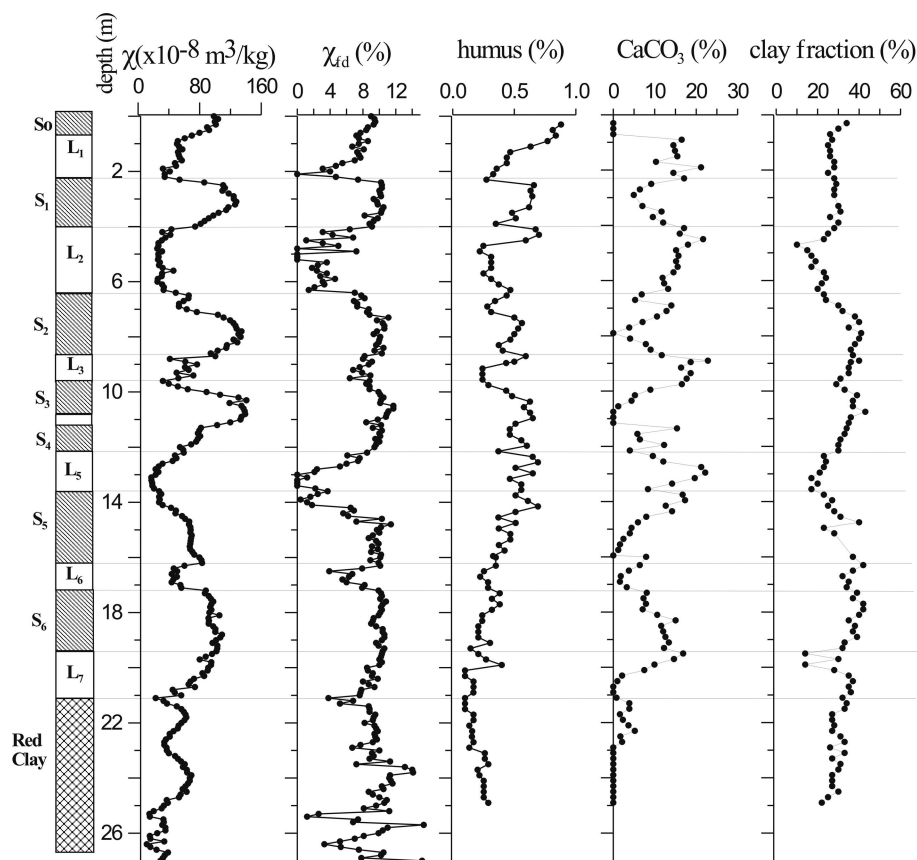 depth (m)
χ(x10⁻⁸ m³/kg)
χfd (%)
humus (%)
CaCO₃ (%)
clay fraction (%)
0 80 160
0 4 8 12
0.0 0.5 1.0
0 10 20 30
0 20 40 60
So
L₁
2
S₁
L₂
6
S₂
L₃
10
S₃
S₄
L₅
14
S₅
L₆
S₆
18
L₇
22
Red
Clay
26